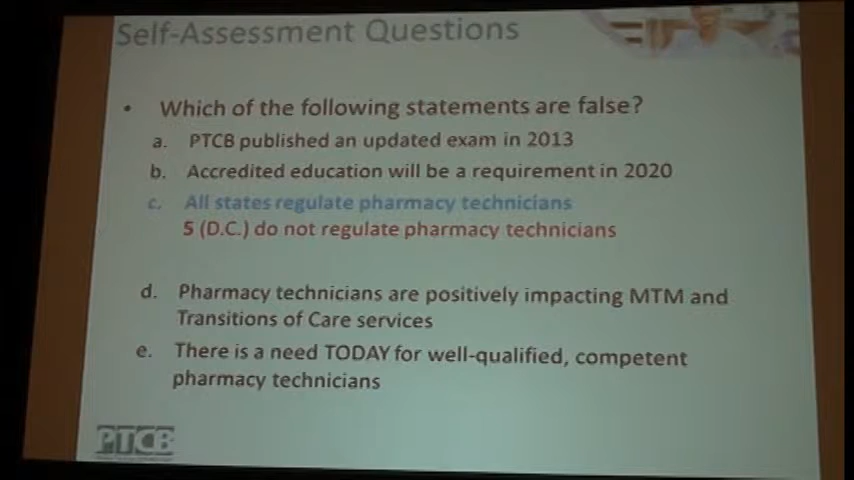 Self-Assessment Questions
• Which of the following statements are false?
a. PTCB published an updated exam in 2013
b. Accredited education will be a requirement in 2020
c. All states regulate pharmacy technicians
5 (D.C.) do not regulate pharmacy technicians
d. Pharmacy technicians are positively impacting MTM and
Transitions of Care services
e. There is a need TODAY for well-qualified, competent
pharmacy technicians
PTCB